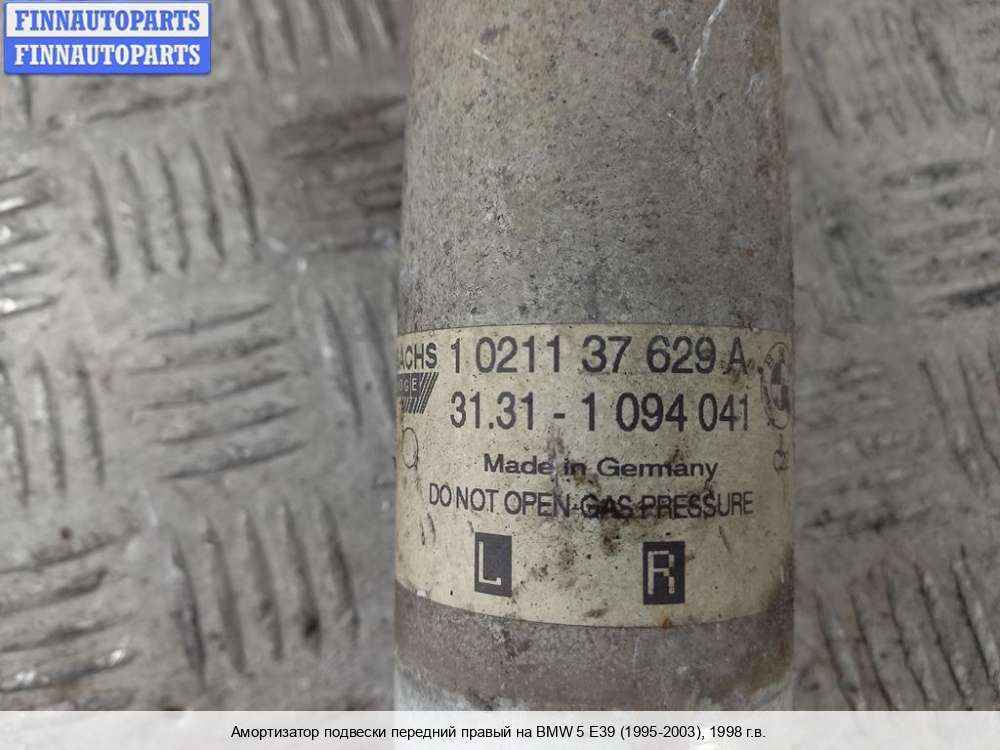 FINNAUTOPARTS
FINNAUTOPARTS
SACHS 1 0211 37 629 A
31.31 - 1 094 041
Made in Germany
DO NOT OPEN-GAS PRESSURE
L R
Амортизатор подвески передний правый на BMW 5 E39 (1995-2003), 1998 г.в.